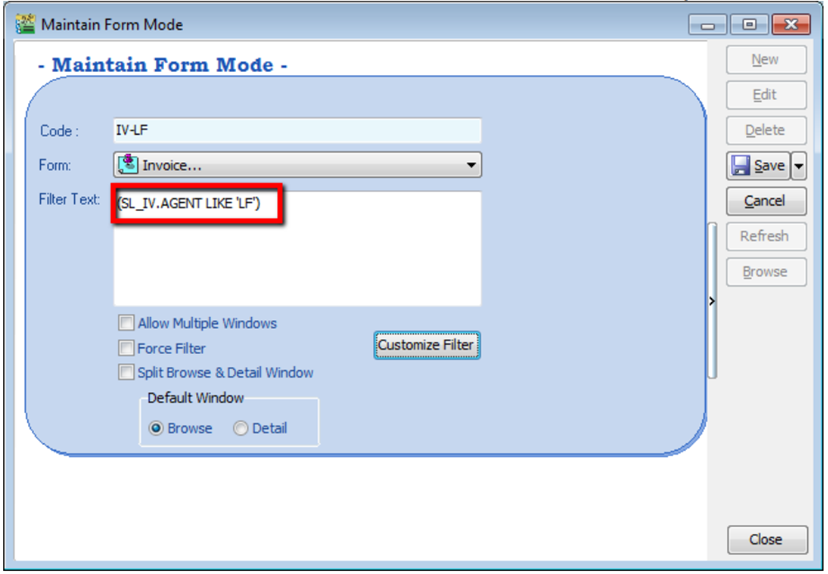 Maintain Form Mode
- Maintain Form Mode -
Code :
IV-LF
Form:
Invoice...
Filter Text:
(SL_IV.AGENT LIKE 'LF')
Allow Multiple Windows
Force Filter
Customize Filter
Split Browse & Detail Window
Default Window
Browse
Detail
New
Edit
Delete
Save
Cancel
Refresh
Browse
Close